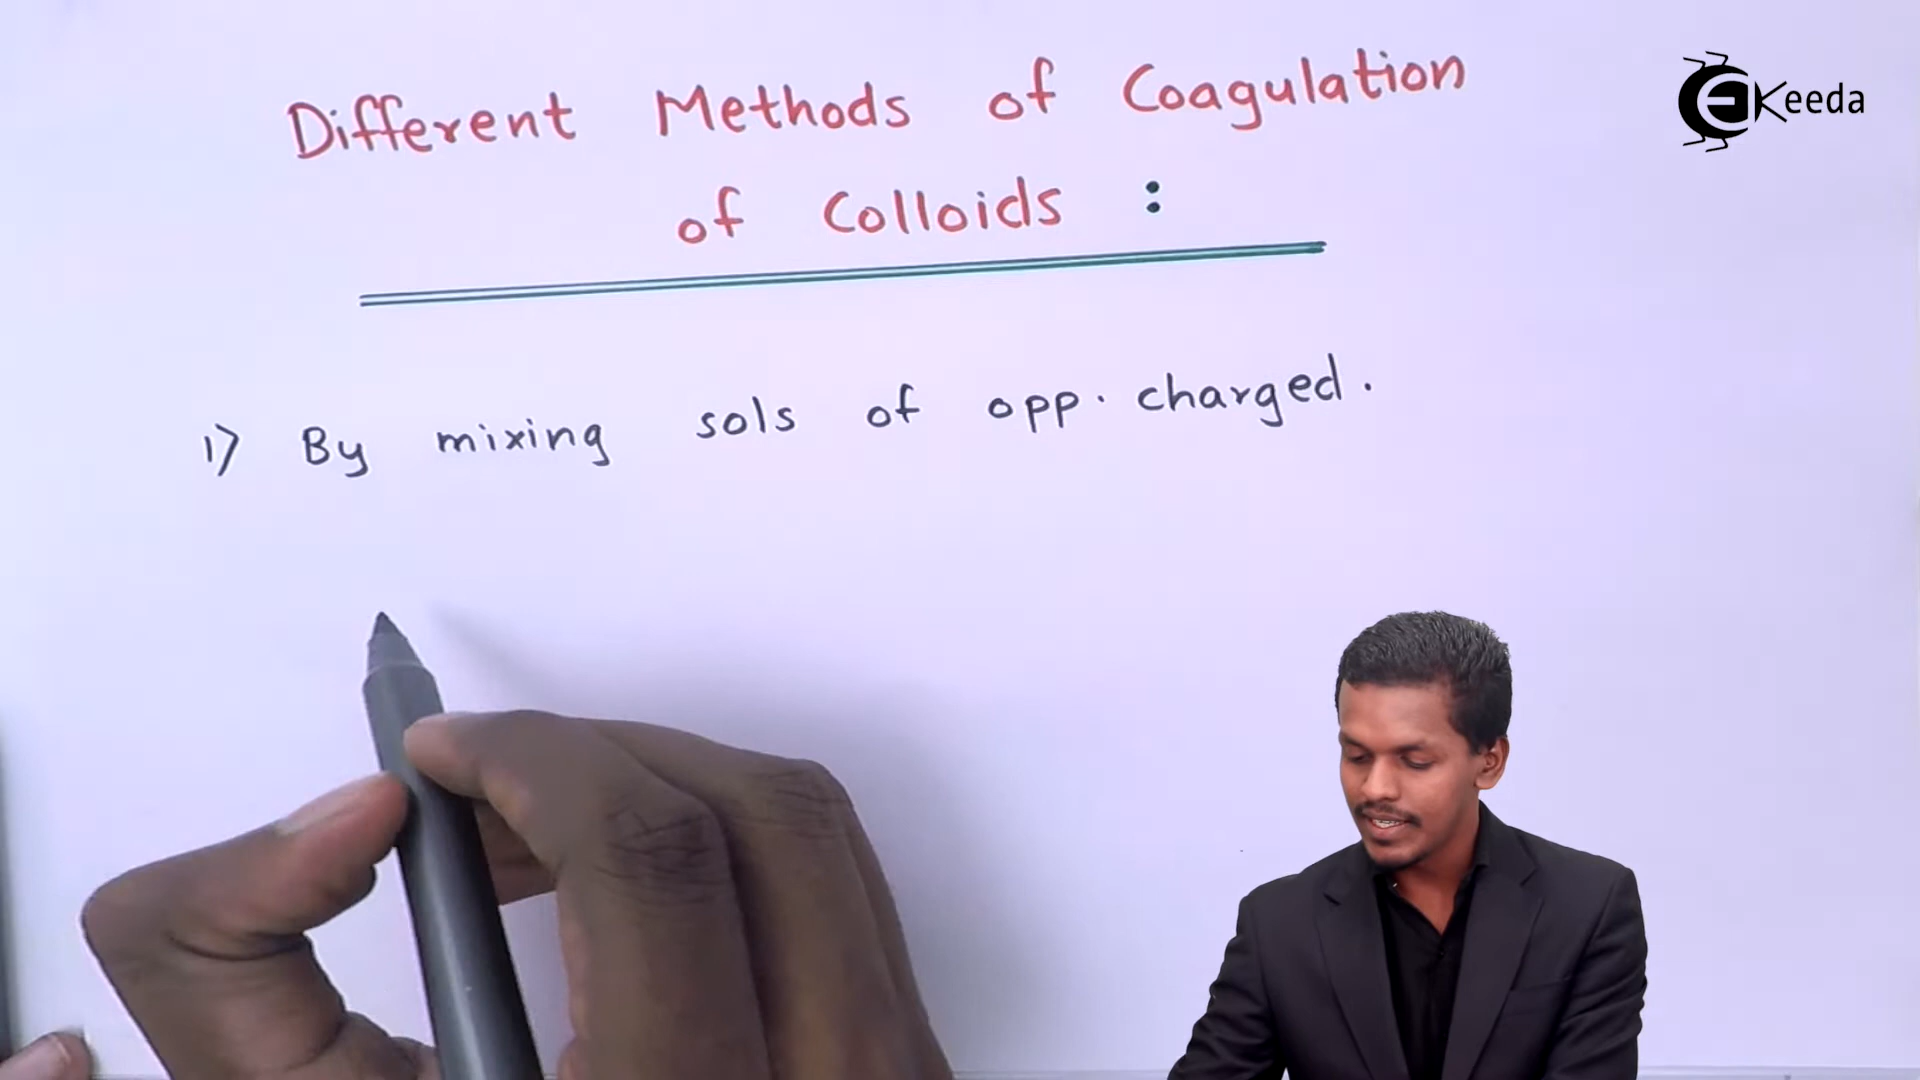 Different Methods of Coagulation
of Colloids :
Keeda
1) By mixing sols of opp. charged.